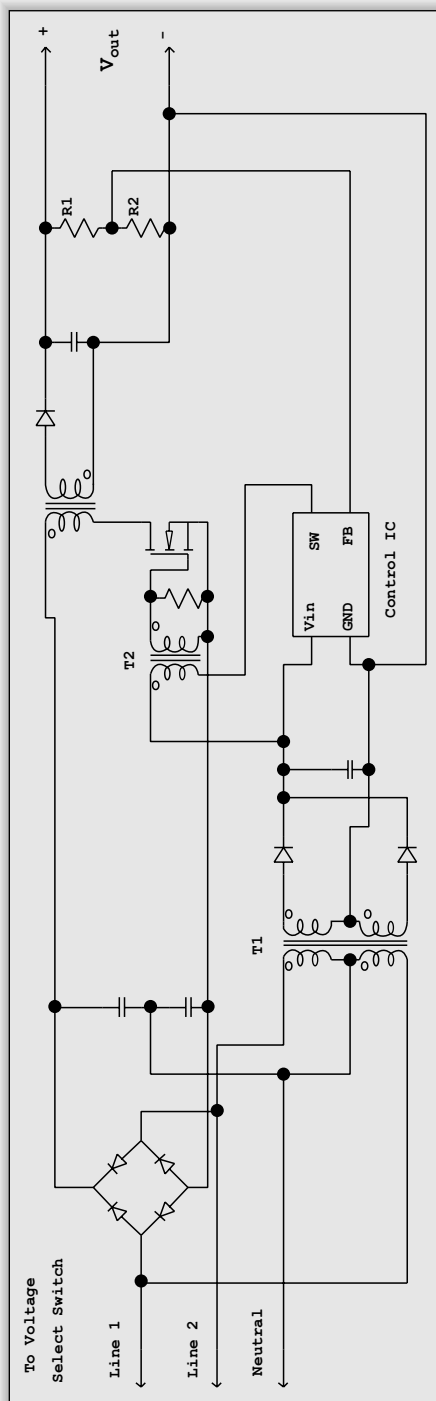 To Voltage
Select Switch
Line 1
Line 2
Neutral
T1
T2
Vin
SW
GND
FB
Control IC
R1
R2
+
Vout
-